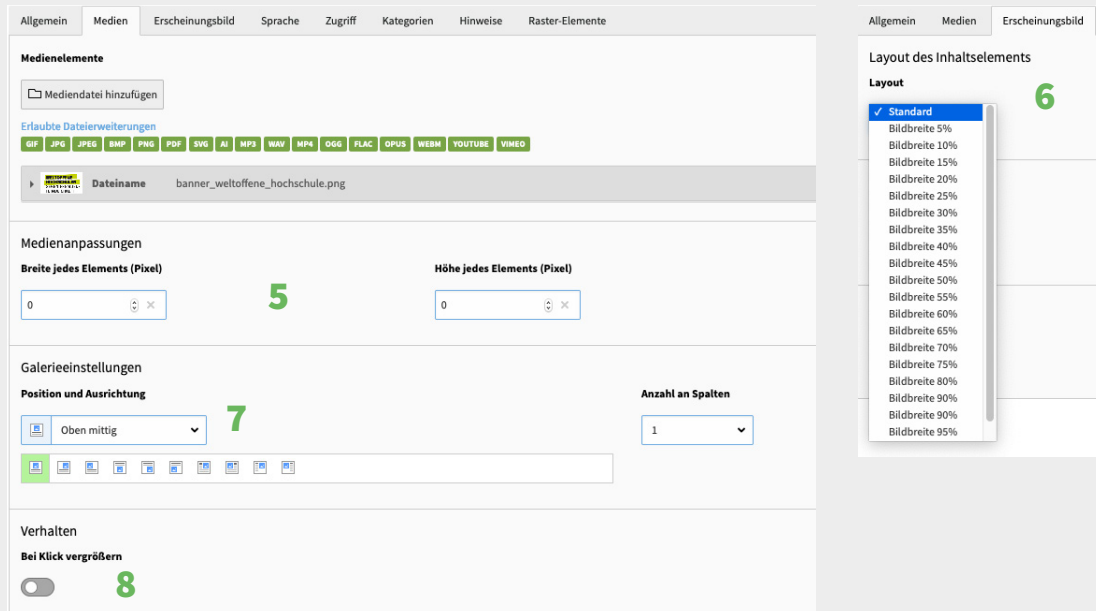 Allgemein Medien Erscheinungsbild Sprache Zugriff Kategorien Hinweise Raster-Elemente
Medienelemente
Mediendatei hinzufügen
Erlaubte Dateierweiterungen
GIF JPG JPEG BMP PNG PDF SVG AI MP3 WAV MP4 OGG FLAC OPUS WEBM YOUTUBE VIMEO
Dateiname banner_weltoffene_hochschule.png
Medienanpassungen
Breite jedes Elements (Pixel) Höhe jedes Elements (Pixel)
0 5 0
Galerieeinstellungen
Position und Ausrichtung Anzahl an Spalten
Oben mittig 7 1
Verhalten
Bei Klick vergrößern
8
Allgemein Medien Erscheinungsbild
Layout des Inhaltselements
Layout
6
✓ Standard
Bildbreite 5%
Bildbreite 10%
Bildbreite 15%
Bildbreite 20%
Bildbreite 25%
Bildbreite 30%
Bildbreite 35%
Bildbreite 40%
Bildbreite 45%
Bildbreite 50%
Bildbreite 55%
Bildbreite 60%
Bildbreite 65%
Bildbreite 70%
Bildbreite 75%
Bildbreite 80%
Bildbreite 90%
Bildbreite 90%
Bildbreite 95%